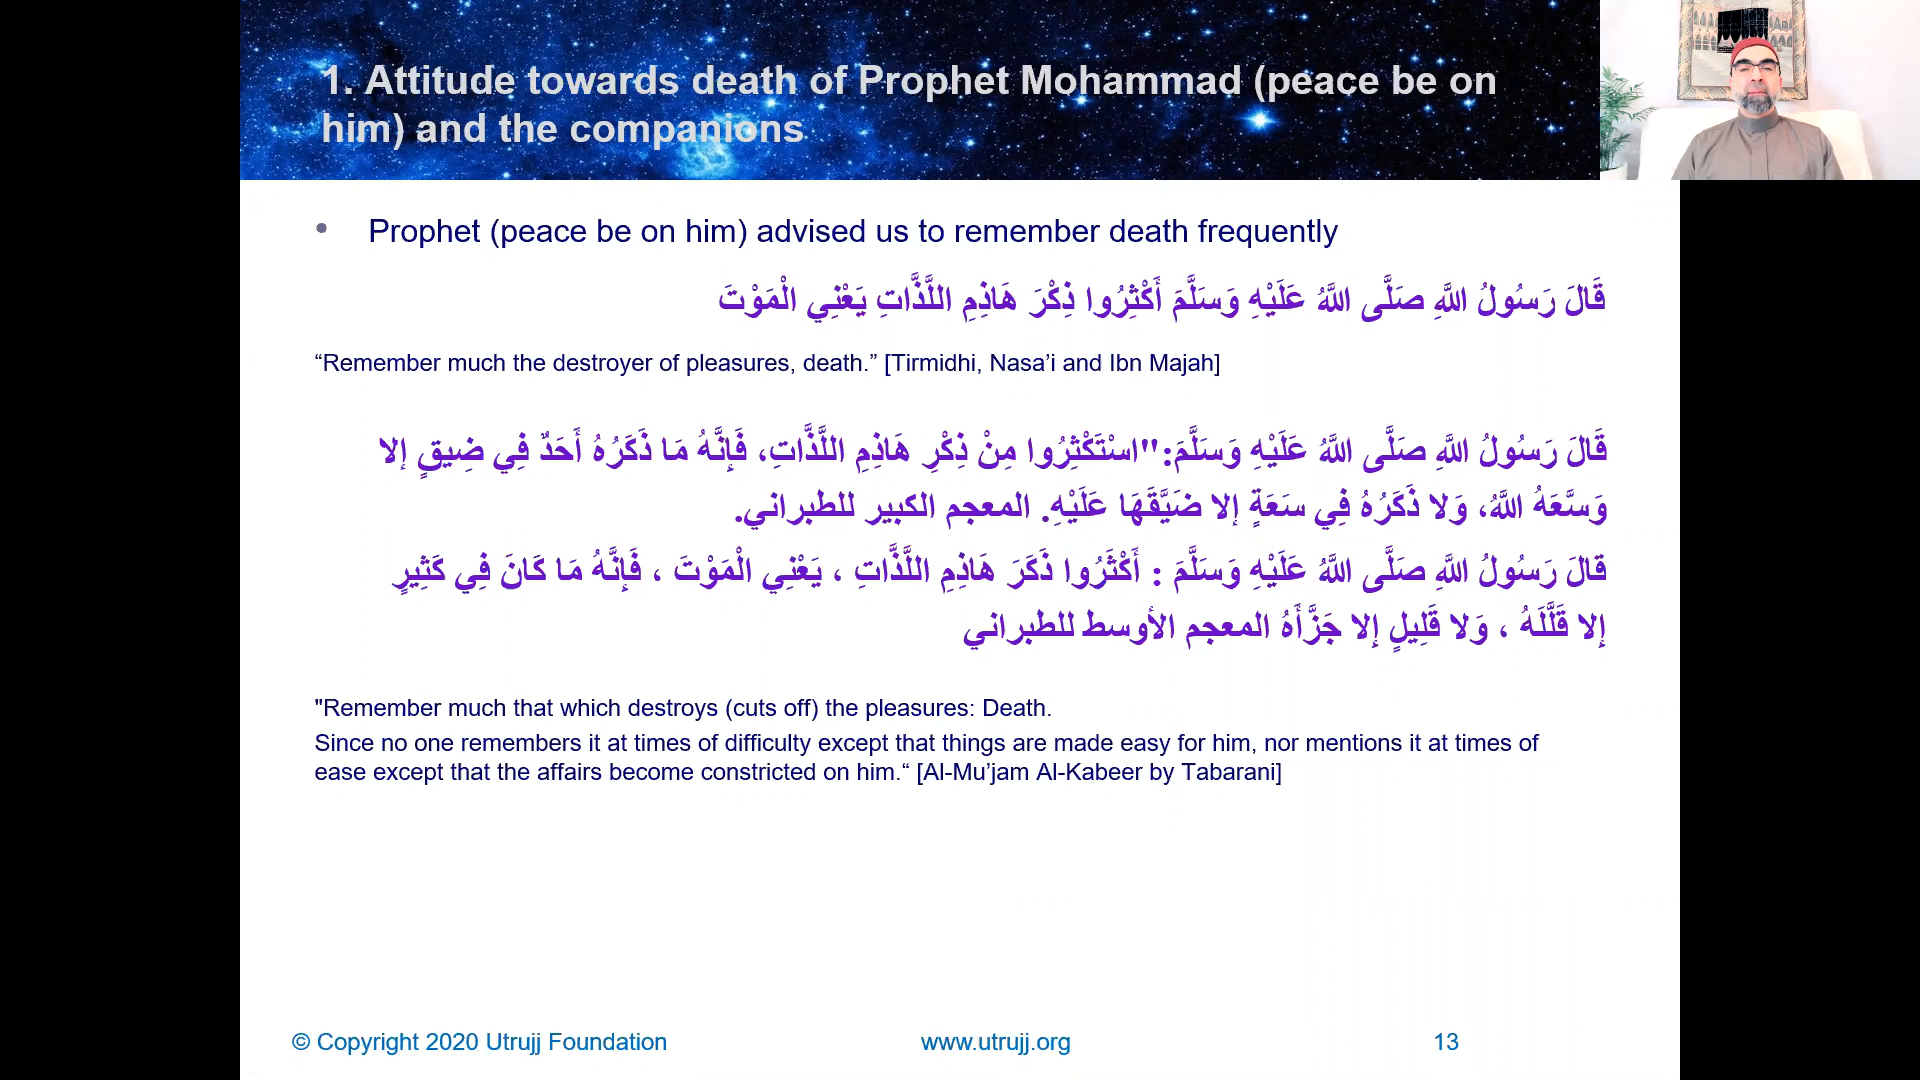 1. Attitude towards death of Prophet Mohammad (peace be on
him) and the companions
• Prophet (peace be on him) advised us to remember death frequently
قَالَ رَسُولُ اللَّهِ صَلَّى اللَّهُ عَلَيْهِ وَسَلَّمَ أَكْثِرُوا ذِكْرَ هَاذِمِ اللَّذَّاتِ يَعْنِي الْمَوْتَ
“Remember much the destroyer of pleasures, death.” [Tirmidhi, Nasa’i and Ibn Majah]
قَالَ رَسُولُ اللَّهِ صَلَّى اللَّهُ عَلَيْهِ وَسَلَّمَ:"اسْتَكْثِرُوا مِنْ ذِكْرِ هَاذِمِ اللَّذَّاتِ، فَإِنَّهُ مَا ذَكَرَهُ أَحَدٌ فِي ضِيقٍ إلا
وَسَّعَهُ اللَّهُ، وَلا ذَكَرُهُ فِي سَعَةٍ إلا ضَيَّقَهَا عَلَيْهِ. المعجم الكبير للطبراني.
قَالَ رَسُولُ اللَّهِ صَلَّى اللَّهُ عَلَيْهِ وَسَلَّمَ : أَكْثَرُوا ذَكَرَ هَاذِمِ اللَّذَّاتِ ، يَعْنِي الْمَوْتَ ، فَإِنَّهُ مَا كَانَ فِي كَثِيرٍ
إلا قَلَّلَهُ ، وَلا قَلِيلٍ إلا جَزَّأَهُ المعجم الأوسط للطبراني
"Remember much that which destroys (cuts off) the pleasures: Death.
Since no one remembers it at times of difficulty except that things are made easy for him, nor mentions it at times of
ease except that the affairs become constricted on him.“ [Al-Mu’jam Al-Kabeer by Tabarani]
© Copyright 2020 Utrujj Foundation www.utrujj.org 13